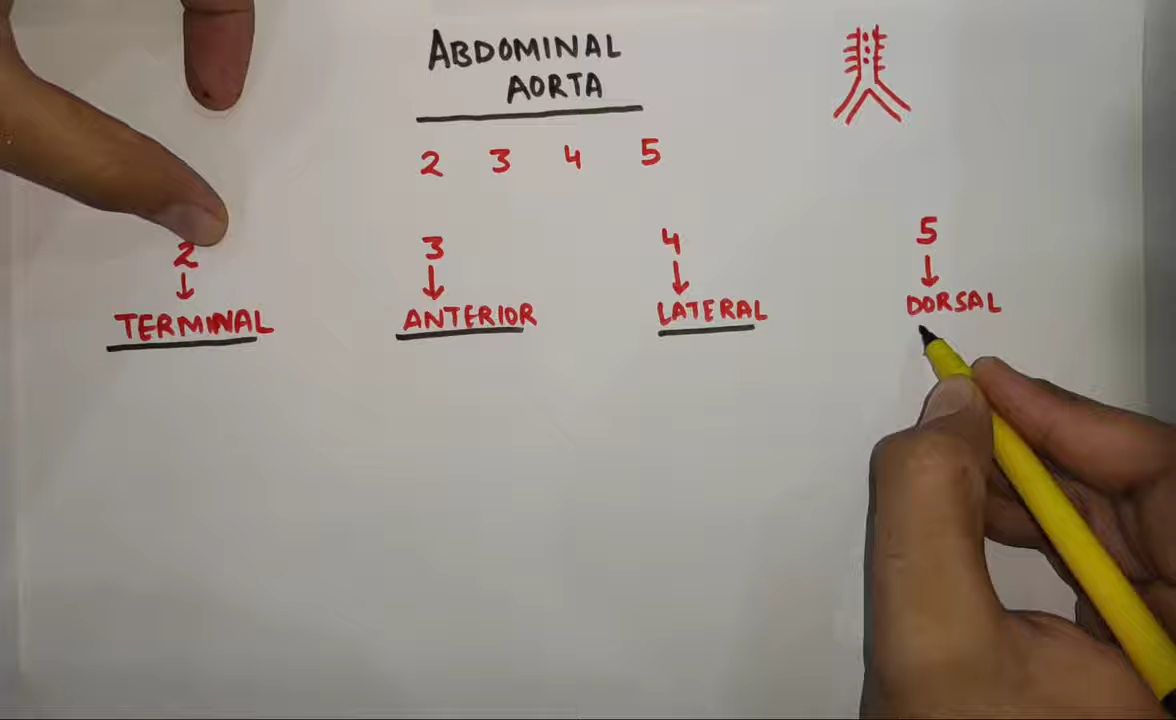 ABDOMINAL
AORTA
2 3 4 5
2 3 4 5
TERMINAL ANTERIOR LATERAL DORSAL